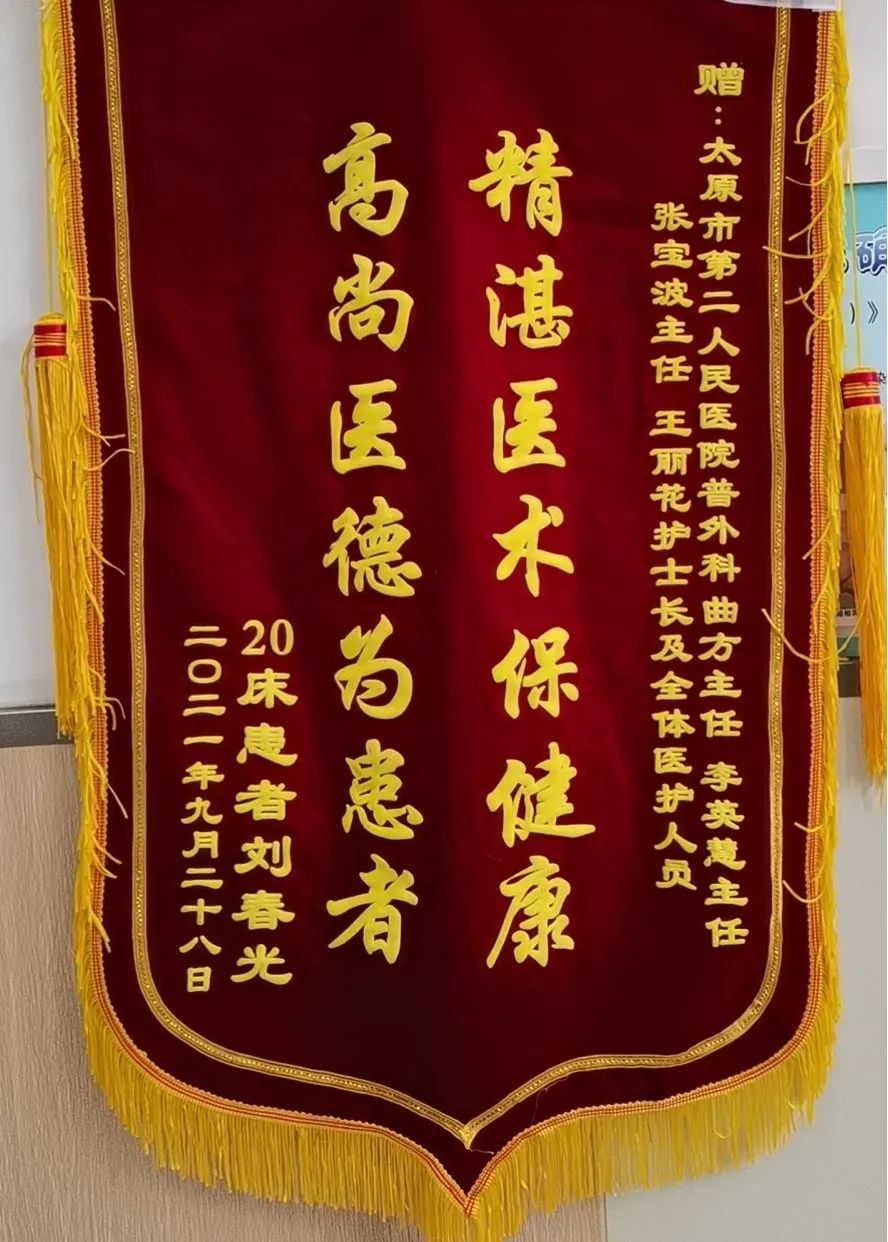 赠：太原市第二人民医院普外科 曲方主任 李英慧主任
张宝波主任 王丽花护士长及全体医护人员
精湛医术保健康
高尚医德为患者
20床患者刘春光
二〇二一年九月二十八日